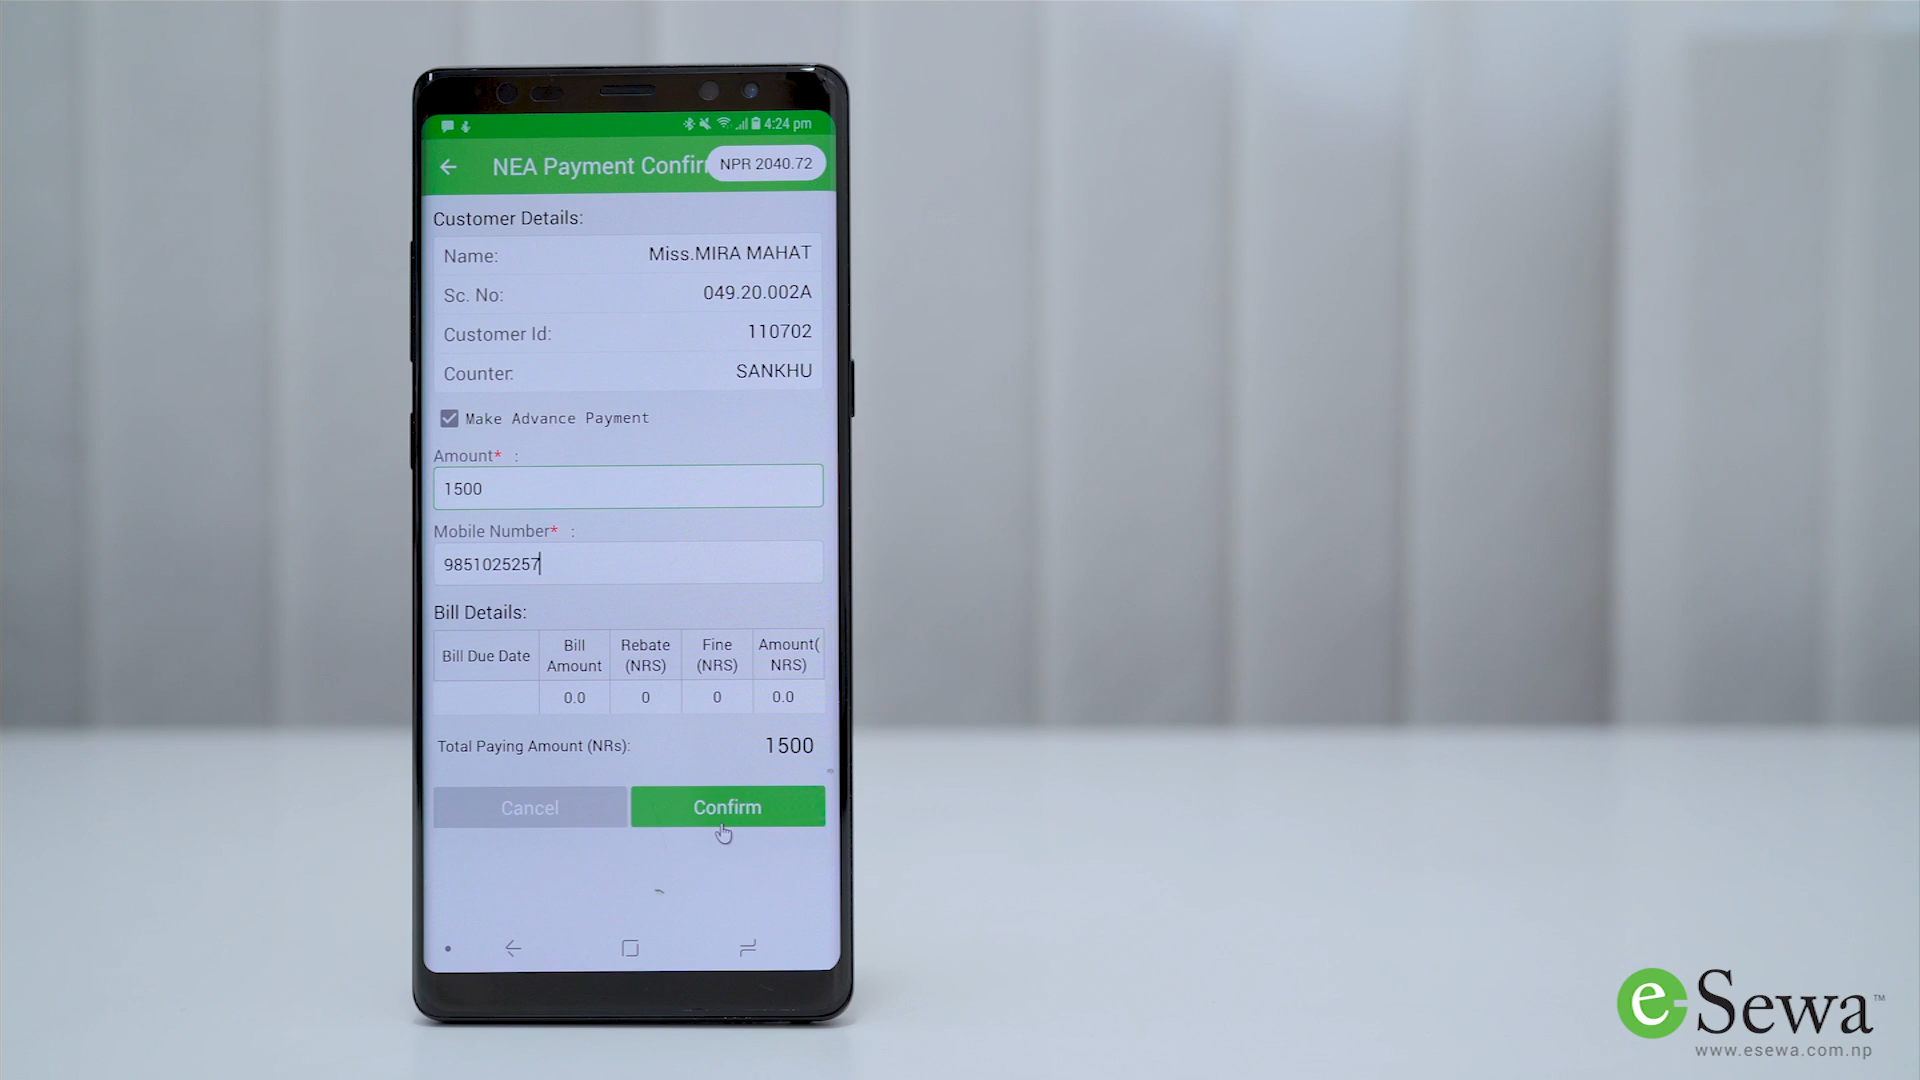 4:24 pm
NEA Payment Confir
NPR 2040.72
Customer Details:
Name: Miss.MIRA MAHAT
Sc. No: 049.20.002A
Customer Id: 110702
Counter: SANKHU
Make Advance Payment
Amount* :
1500
Mobile Number* :
9851025257
Bill Details:
Bill Due Date Bill Amount Rebate (NRS) Fine (NRS) Amount( NRS)
0.0 0 0 0.0
Total Paying Amount (NRs): 1500
Cancel Confirm
e-Sewa™
www.esewa.com.np